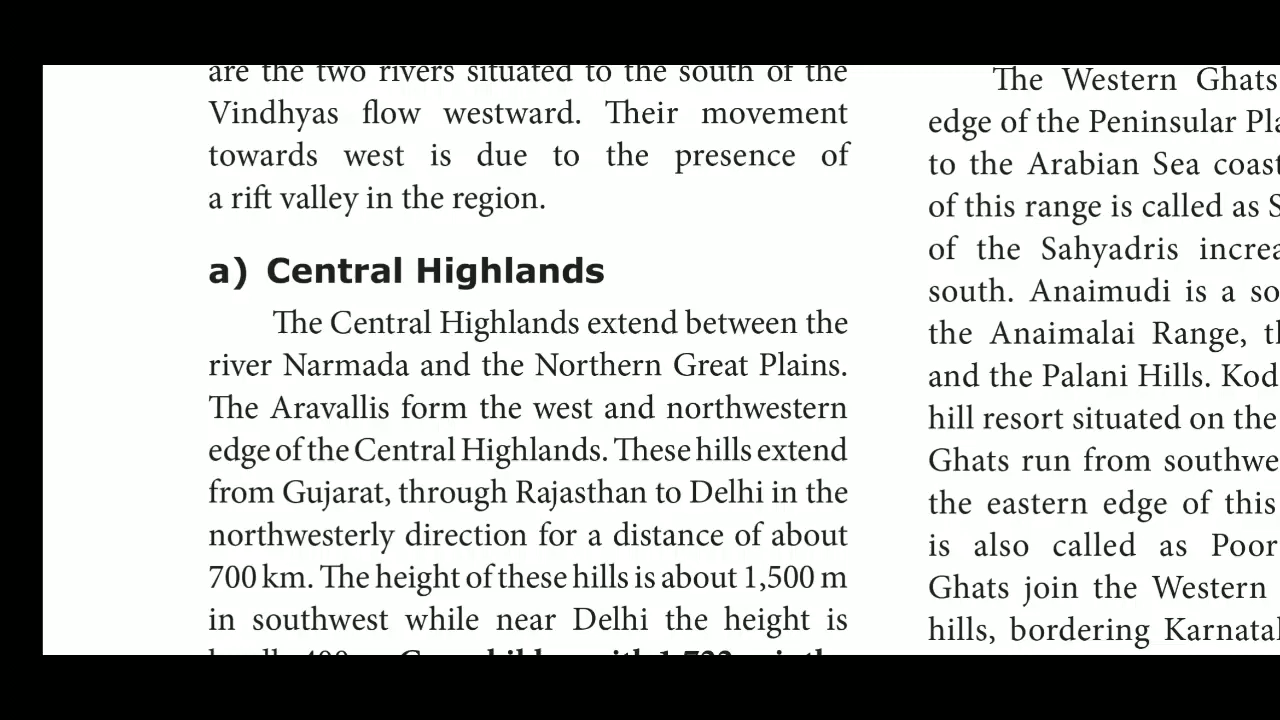 are the two rivers situated to the south of the
Vindhyas flow westward. Their movement
towards west is due to the presence of
a rift valley in the region.
a) Central Highlands
The Central Highlands extend between the
river Narmada and the Northern Great Plains.
The Aravallis form the west and northwestern
edge of the Central Highlands. These hills extend
from Gujarat, through Rajasthan to Delhi in the
northwesterly direction for a distance of about
700 km. The height of these hills is about 1,500 m
in southwest while near Delhi the height is
The Western Ghats
edge of the Peninsular
to the Arabian Sea coast
of this range is called as
of the Sahyadris
south. Anaimudi is a
the Anaimalai Range,
and the Palani Hills.
hill resort situated on the
Ghats run from
the eastern edge of this
is also called as
Ghats join the Western
hills, bordering